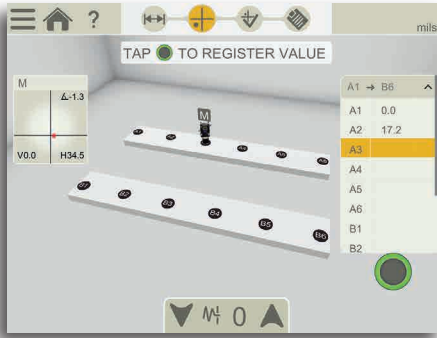 ?
mils
TAP TO REGISTER VALUE
M
∡-1.3
V0.0 H34.5
M
A1 A2 A4 A5 A6
B1 B2 B3 B4 B5 B6
A1 → B6
A1 0.0
A2 17.2
A3
A4
A5
A6
B1
B2
0